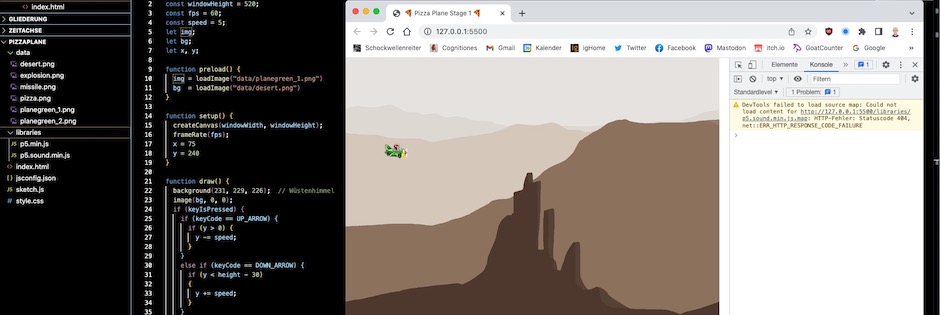 index.html
GLIEDERUNG
ZEITACHSE
PIZZAPLANE
data
desert.png
explosion.png
missile.png
pizza.png
planegreen_1.png
planegreen_2.png
libraries
p5.min.js
p5.sound.min.js
index.html
jsconfig.json
sketch.js
style.css
2 const windowHeight = 520;
3 const fps = 60;
4 const speed = 5;
5 let img;
6 let bg;
7 let x, y;
8
9 function preload() {
10 img = loadImage("data/planegreen_1.png")
11 bg = loadImage("data/desert.png")
12 }
13
14 function setup() {
15 createCanvas(windowWidth, windowHeight);
16 frameRate(fps);
17 x = 75
18 y = 240
19 }
20
21 function draw() {
22 background(231, 229, 226); // Wüstenhimmel
23 image(bg, 0, 0);
24 if (keyIsPressed) {
25 if (keyCode == UP_ARROW) {
26 if (y > 0) {
27 y -= speed;
28 }
29 }
30 else if (keyCode == DOWN_ARROW) {
31 if (y < height - 30)
32 {
33 y += speed;
34 }
35 }
Pizza Plane Stage 1
127.0.0.1:5500
Schockwellenreiter Cognitiones Gmail Kalender igHome Twitter Facebook Mastodon itch.io GoatCounter Google »
Elemente Konsole » 1
top Filtern
Standardlevel 1 Problem: 1
DevTools failed to load source map: Could not
load content for http://127.0.0.1:5500/libraries/
p5.sound.min.js.map: HTTP-Fehler: Statuscode 404,
net::ERR_HTTP_RESPONSE_CODE_FAILURE